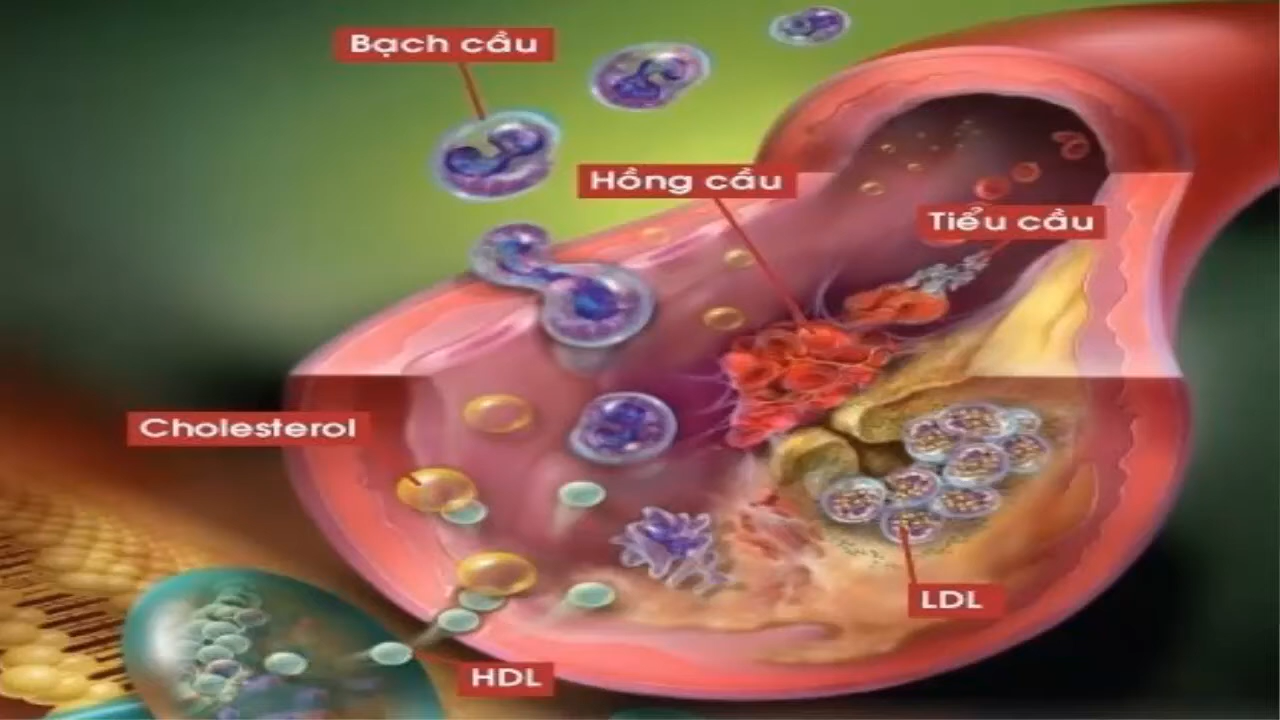 Bạch cầu
Hồng cầu
Tiểu cầu
Cholesterol
LDL
HDL